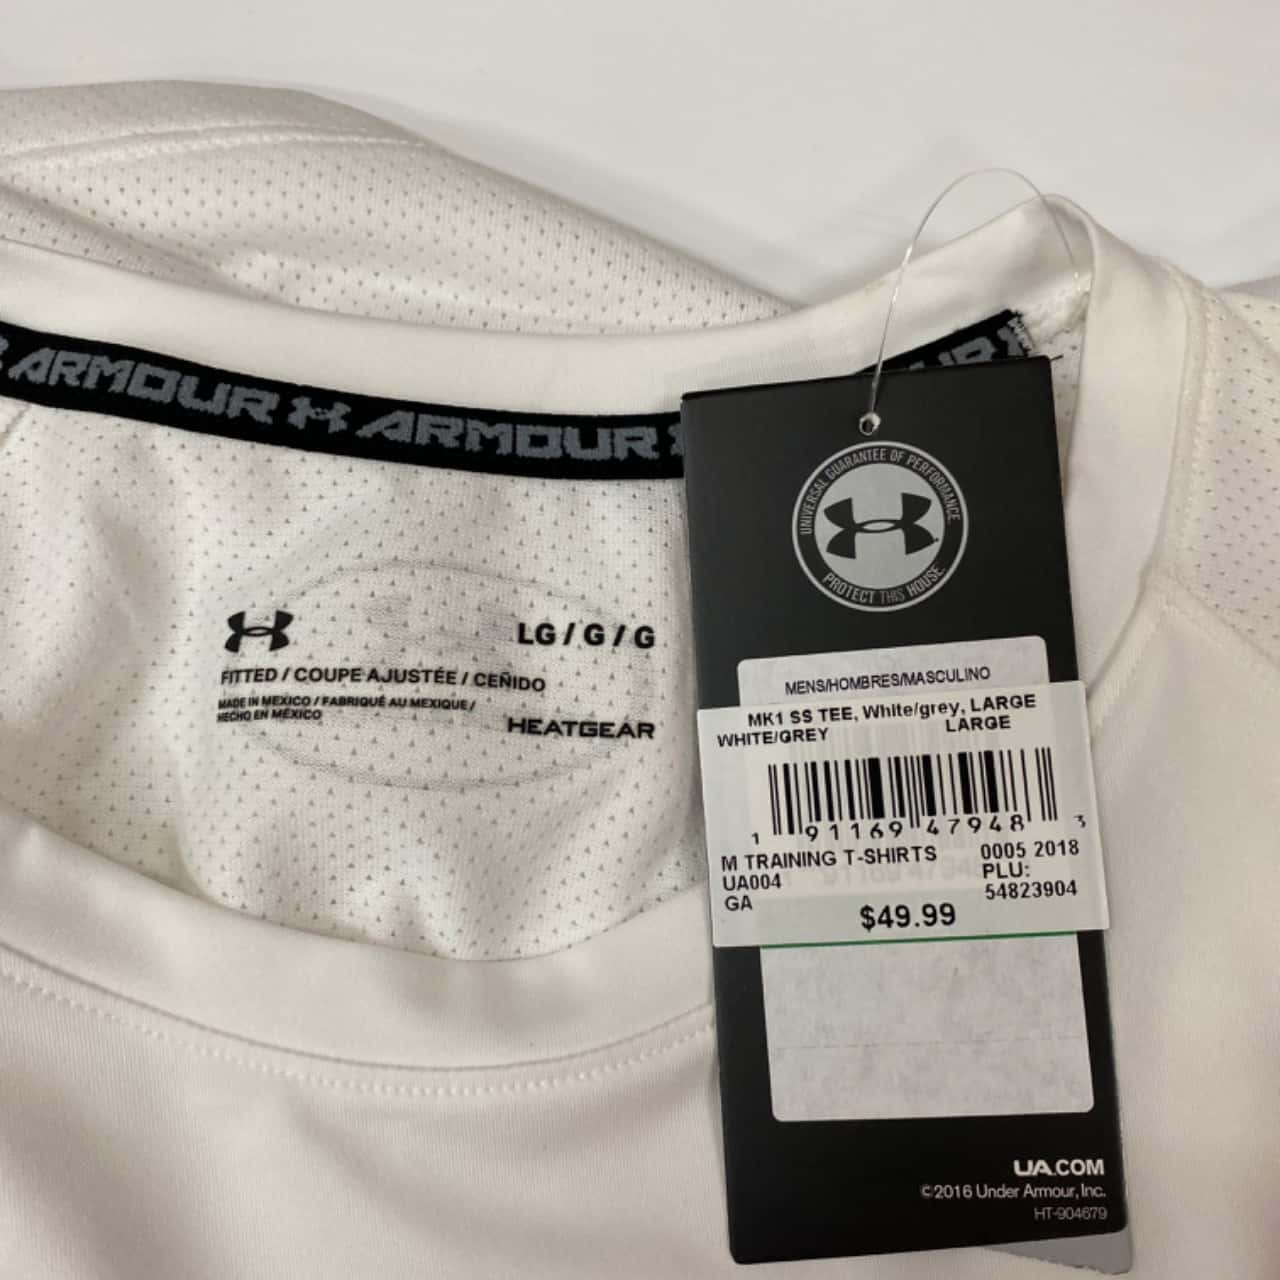 ARMOUR ARMOUR
LG / G / G
FITTED / COUPE AJUSTÉE / CEÑIDO
MADE IN MEXICO / FABRIQUÉ AU MEXIQUE /
HECHO EN MÉXICO
HEATGEAR
UNIVERSAL GUARANTEE OF PERFORMANCE.
PROTECT THIS HOUSE.
MENS/HOMBRES/MASCULINO
MK1 SS TEE, White/grey, LARGE
WHITE/GREY LARGE
1 91169 47948 3
M TRAINING T-SHIRTS 0005 2018
UA004 PLU:
GA 54823904
$49.99
UA.COM
©2016 Under Armour, Inc.
HT-904679